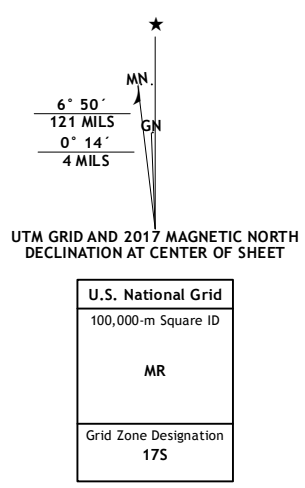 ★
MN
6° 50´
121 MILS
GN
0° 14´
4 MILS
UTM GRID AND 2017 MAGNETIC NORTH
DECLINATION AT CENTER OF SHEET
U.S. National Grid
100,000-m Square ID
MR
Grid Zone Designation
17S